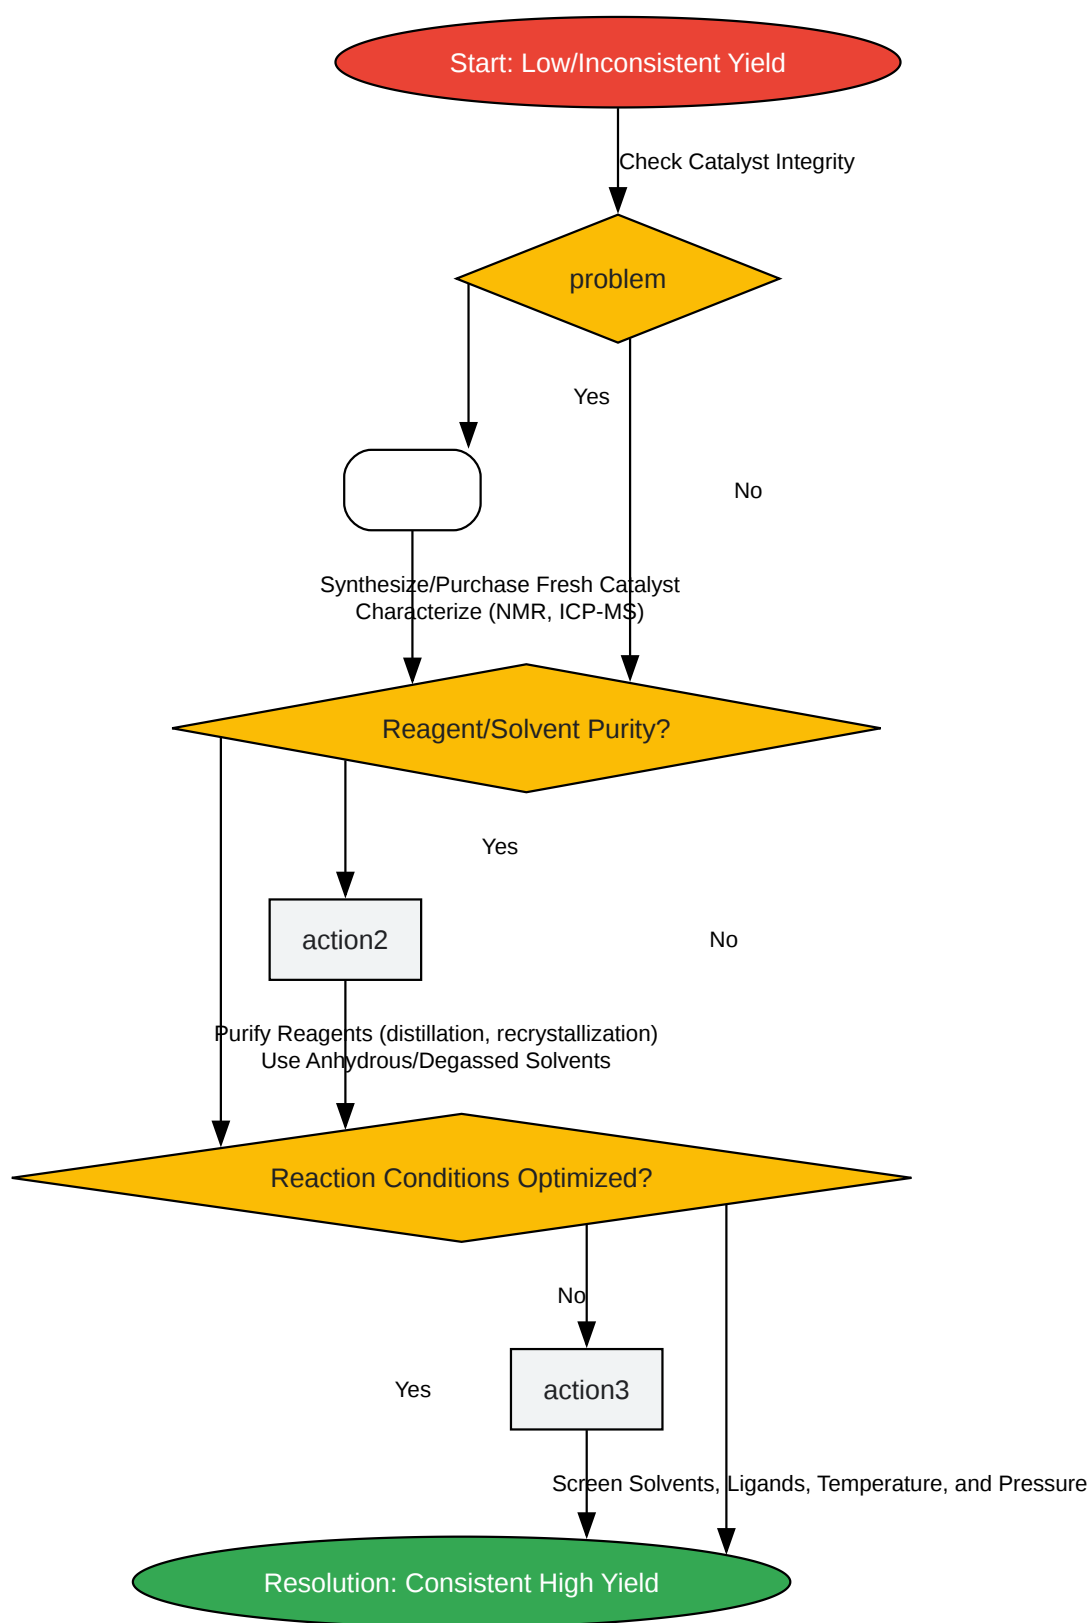 Start: Low/Inconsistent Yield
Check Catalyst Integrity
problem
Yes
No
Synthesize/Purchase Fresh Catalyst
Characterize (NMR, ICP-MS)
Reagent/Solvent Purity?
Yes
action2
No
Purify Reagents (distillation, recrystallization)
Use Anhydrous/Degassed Solvents
Reaction Conditions Optimized?
No
Yes
action3
Screen Solvents, Ligands, Temperature, and Pressure
Resolution: Consistent High Yield